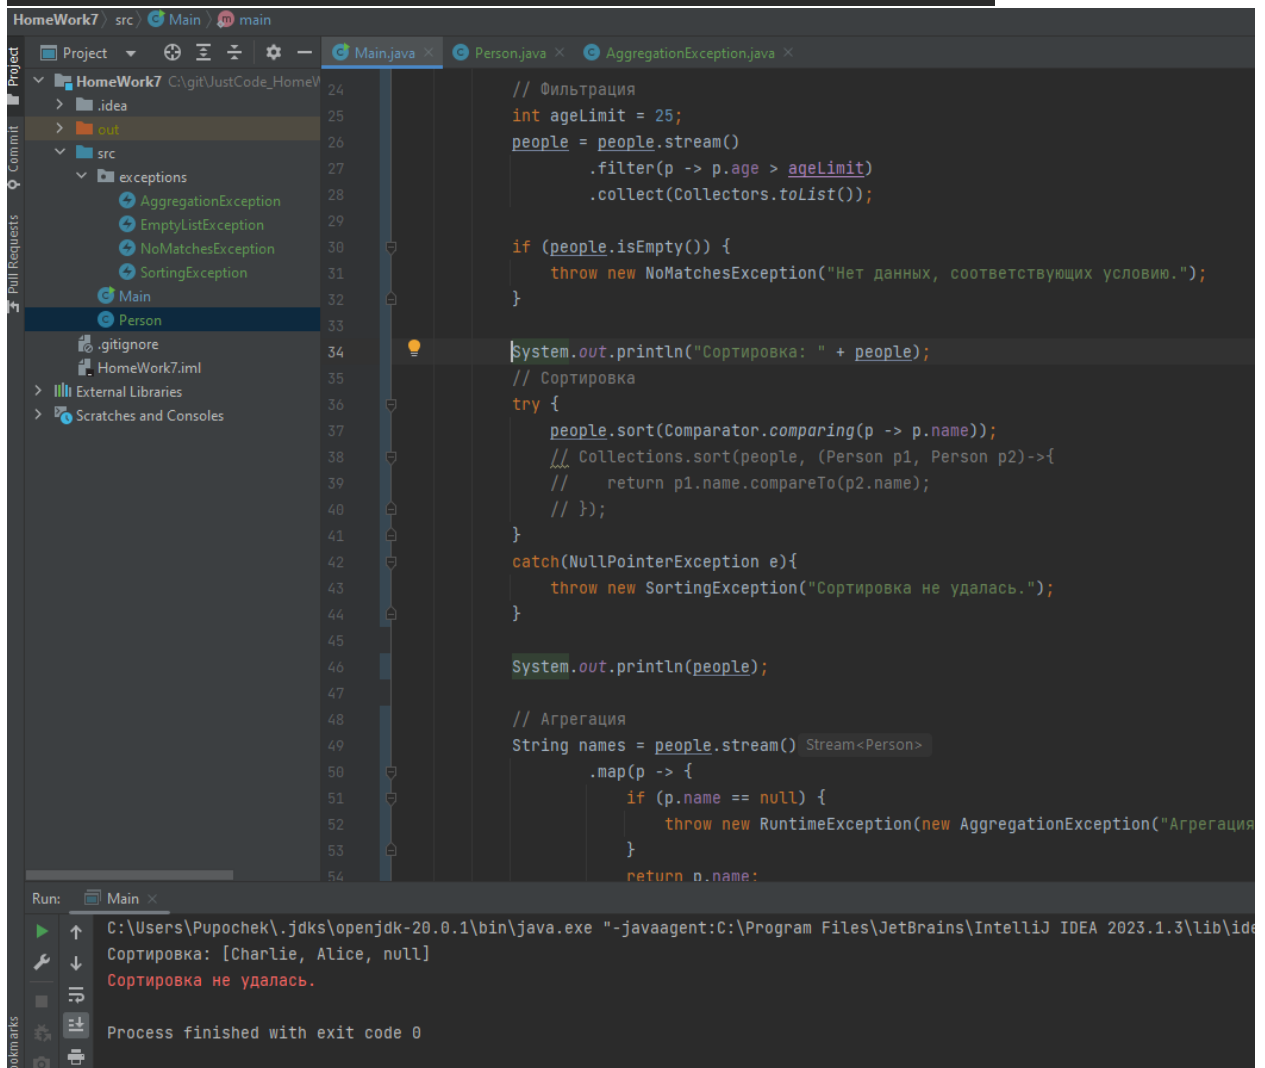 HomeWork7 〉 src 〉 Main 〉 main
Project
Main.java
Person.java
AggregationException.java
Project
Commit
Pull Requests
HomeWork7 C:\git\JustCode_HomeW
.idea
out
src
exceptions
AggregationException
EmptyListException
NoMatchesException
SortingException
Main
Person
.gitignore
HomeWork7.iml
External Libraries
Scratches and Consoles
24 // Фильтрация
25 int ageLimit = 25;
26 people = people.stream()
27 .filter(p -> p.age > ageLimit)
28 .collect(Collectors.toList());
29
30 if (people.isEmpty()) {
31 throw new NoMatchesException("Нет данных, соответствующих условию.");
32 }
33
34 System.out.println("Сортировка: " + people);
35 // Сортировка
36 try {
37 people.sort(Comparator.comparing(p -> p.name));
38 // Collections.sort(people, (Person p1, Person p2)->{
39 // return p1.name.compareTo(p2.name);
40 // });
41 }
42 catch(NullPointerException e){
43 throw new SortingException("Сортировка не удалась.");
44 }
45
46 System.out.println(people);
47
48 // Агрегация
49 String names = people.stream() Stream<Person>
50 .map(p -> {
51 if (p.name == null) {
52 throw new RuntimeException(new AggregationException("Агрегация
53 }
54 return p.name;
Run: Main
C:\Users\Pupochek\.jdks\openjdk-20.0.1\bin\java.exe "-javaagent:C:\Program Files\JetBrains\IntelliJ IDEA 2023.1.3\lib\ide
Сортировка: [Charlie, Alice, null]
Сортировка не удалась.
Process finished with exit code 0
okmarks